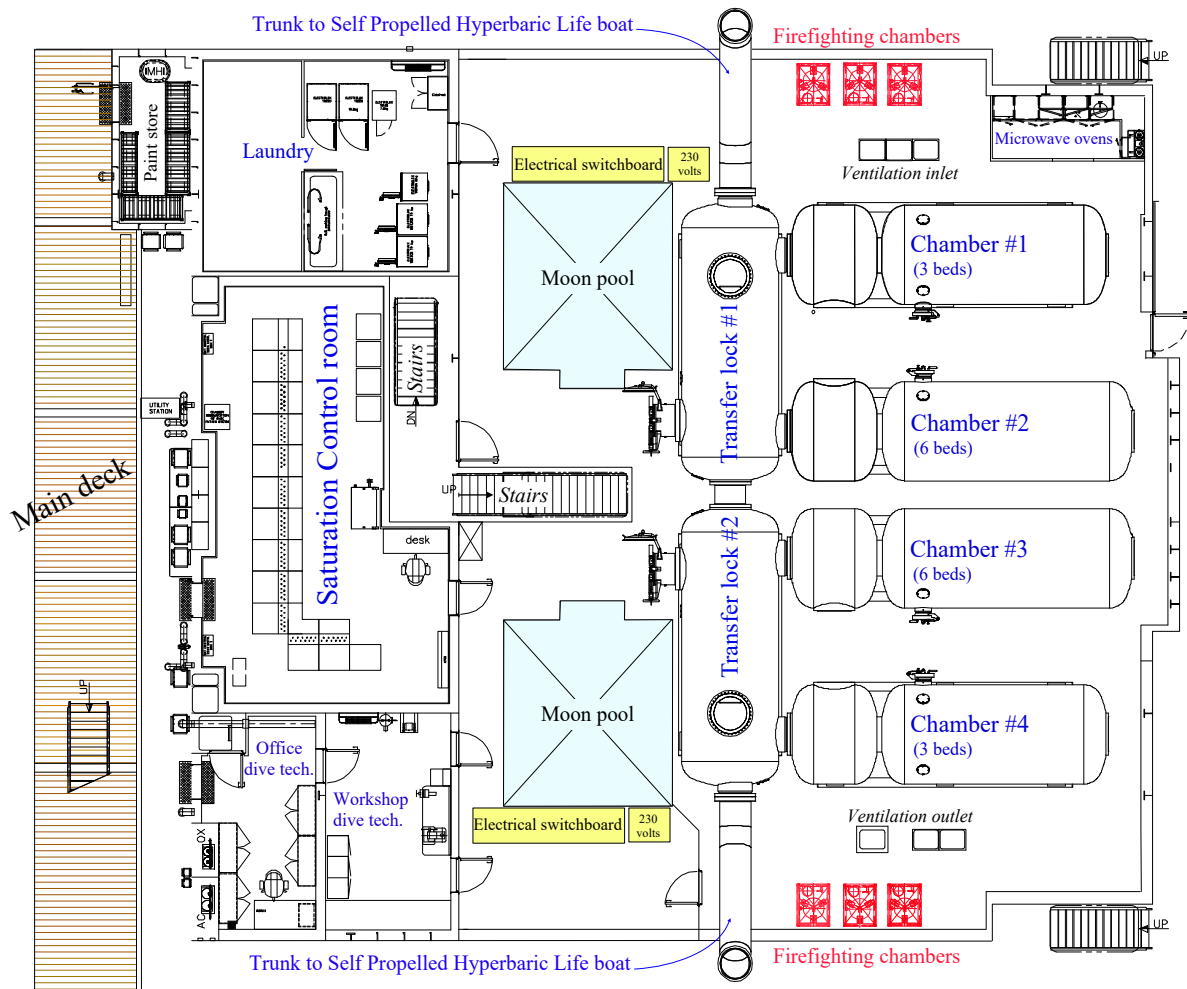 Trunk to Self Propelled Hyperbaric Life boat
Firefighting chambers
UP
MH
Paint store
Laundry
Microwave ovens
Electrical switchboard
230
volts
Ventilation inlet
Moon pool
Chamber #1
(3 beds)
Transfer lock #1
Saturation Control room
Stairs
DN
UTILITY
STATION
Chamber #2
(6 beds)
Main deck
UP
Stairs
desk
Chamber #3
(6 beds)
Transfer lock #2
UP
Moon pool
Chamber #4
(3 beds)
Office
dive tech.
Workshop
dive tech.
Electrical switchboard
230
volts
Ventilation outlet
OX
AC
UP
Trunk to Self Propelled Hyperbaric Life boat
Firefighting chambers